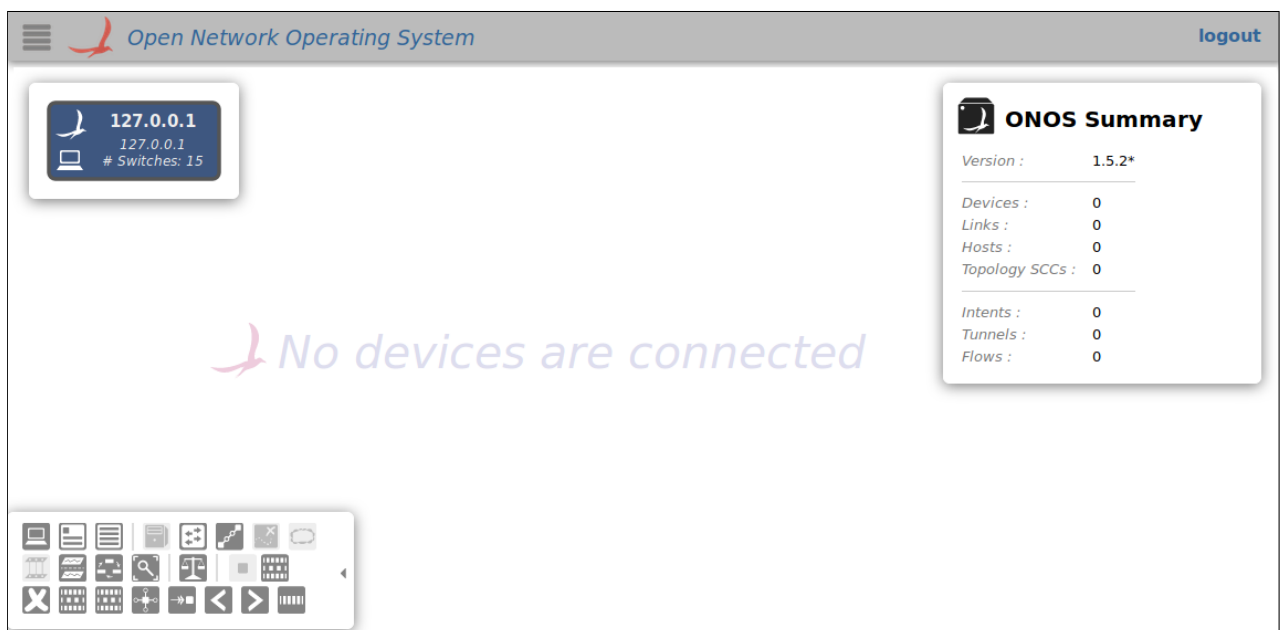 Open Network Operating System
logout
127.0.0.1
127.0.0.1
# Switches: 15
ONOS Summary
Version : 1.5.2*
Devices : 0
Links : 0
Hosts : 0
Topology SCCs : 0
Intents : 0
Tunnels : 0
Flows : 0
No devices are connected